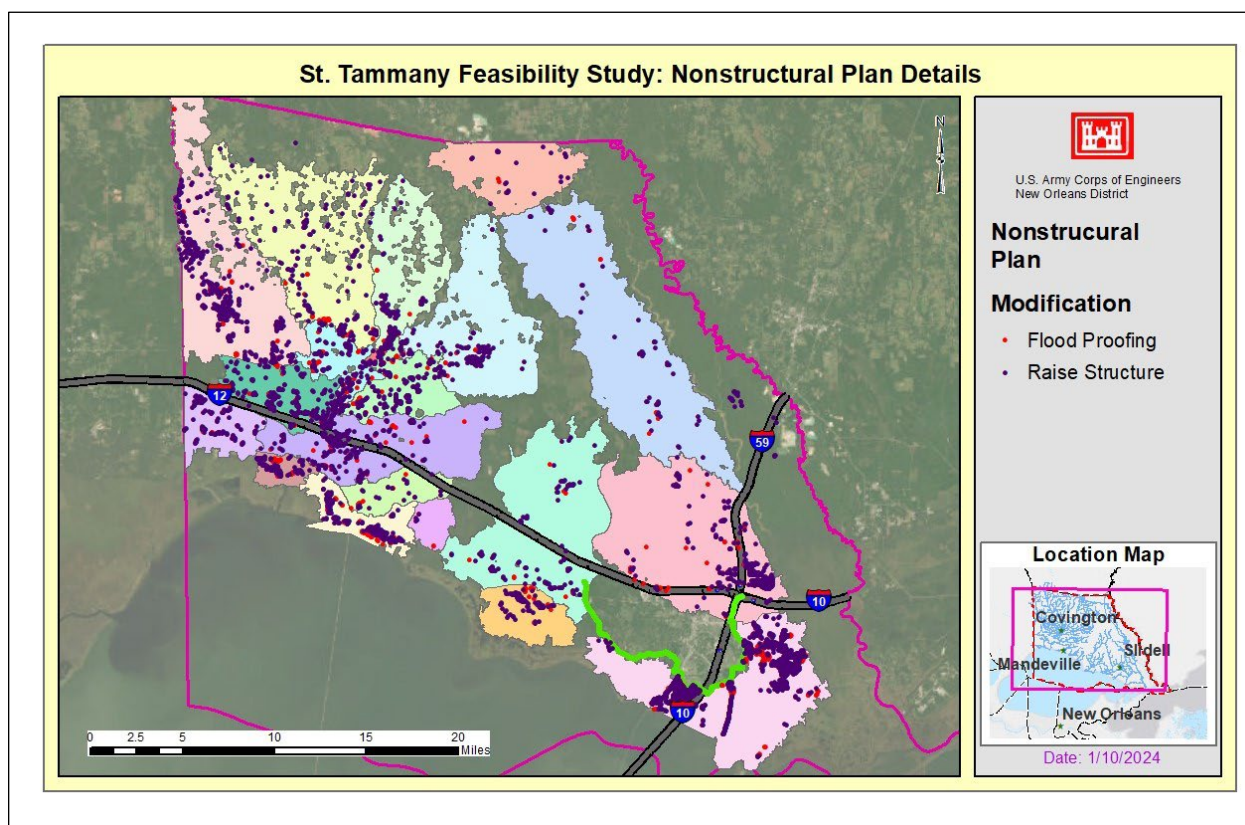 St. Tammany Feasibility Study: Nonstructural Plan Details
N
12
59
10
10
0 2.5 5 10 15 20
Miles
U.S. Army Corps of Engineers
New Orleans District
Nonstrucural
Plan
Modification
Flood Proofing
Raise Structure
Location Map
Covington
Slidell
Mandeville
New Orleans
Date: 1/10/2024